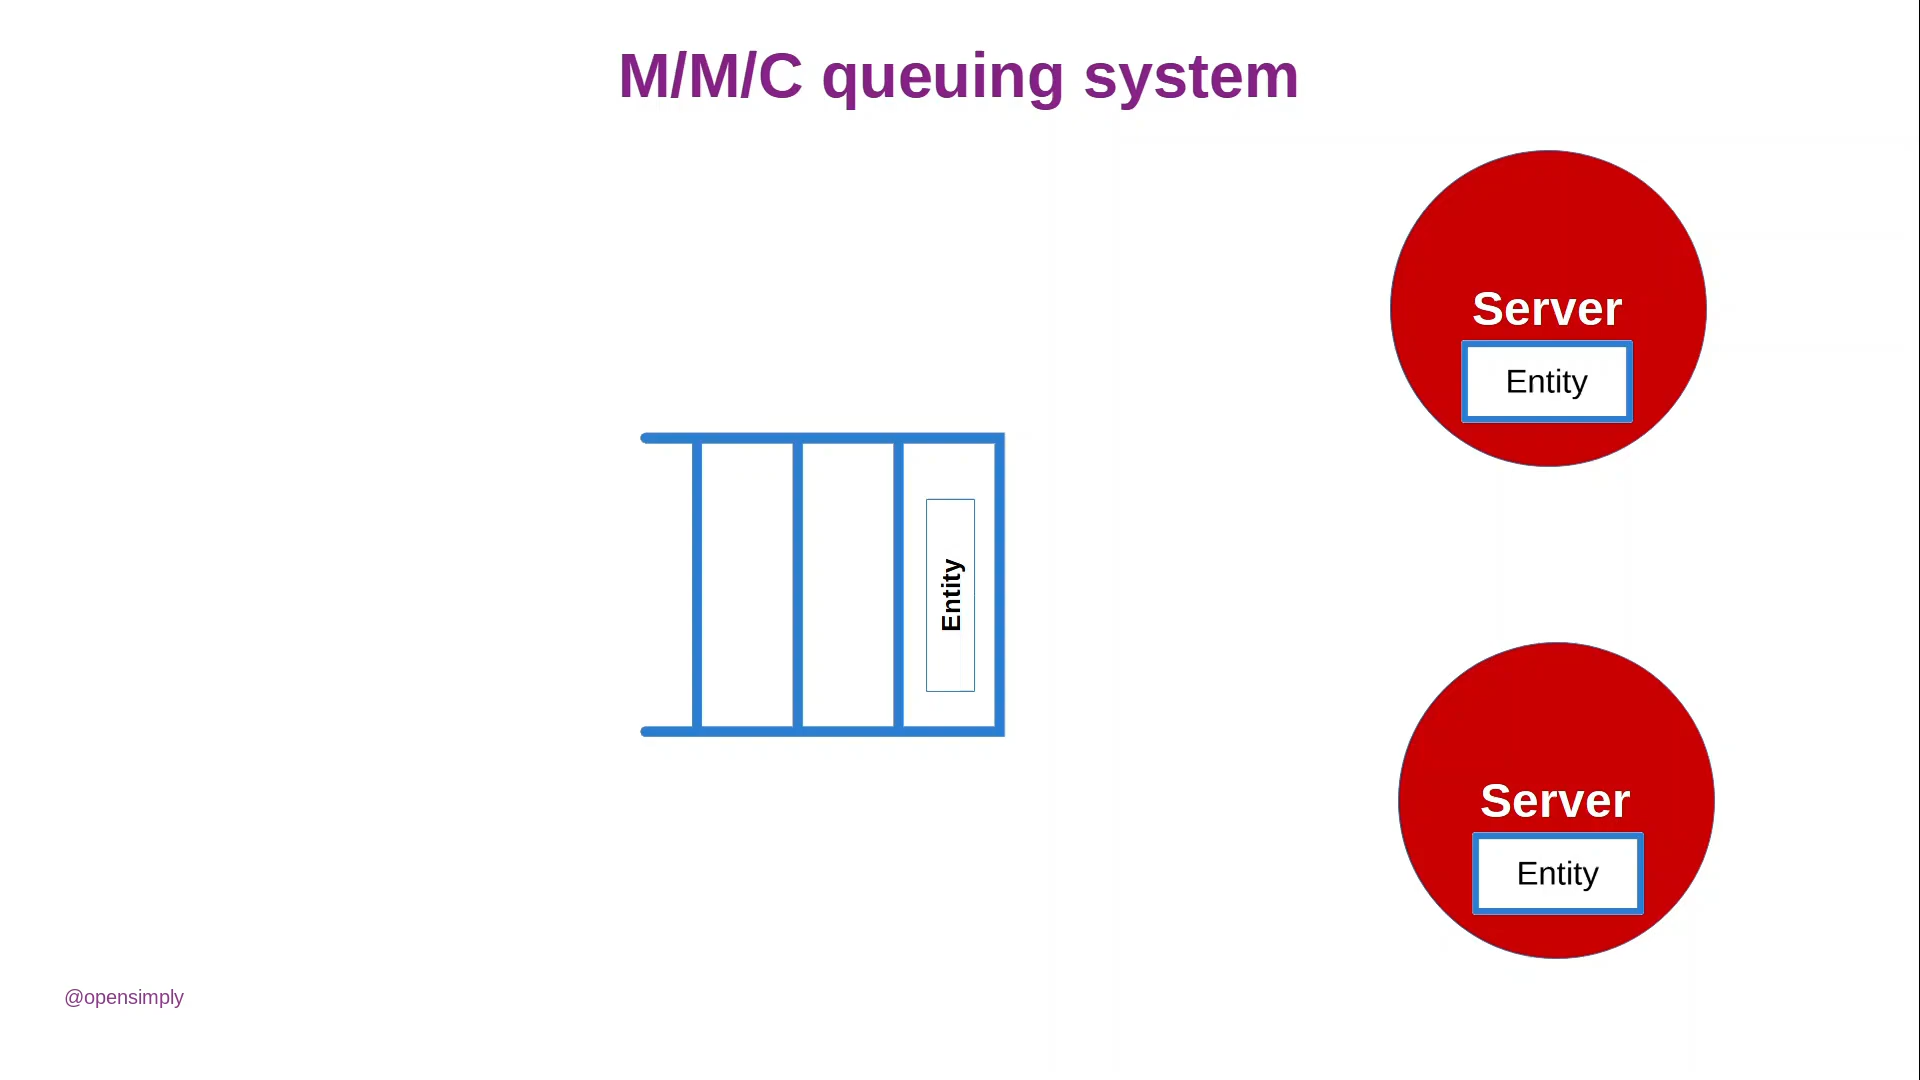 M/M/C queuing system
Server
Entity
Entity
Server
Entity
@opensimply